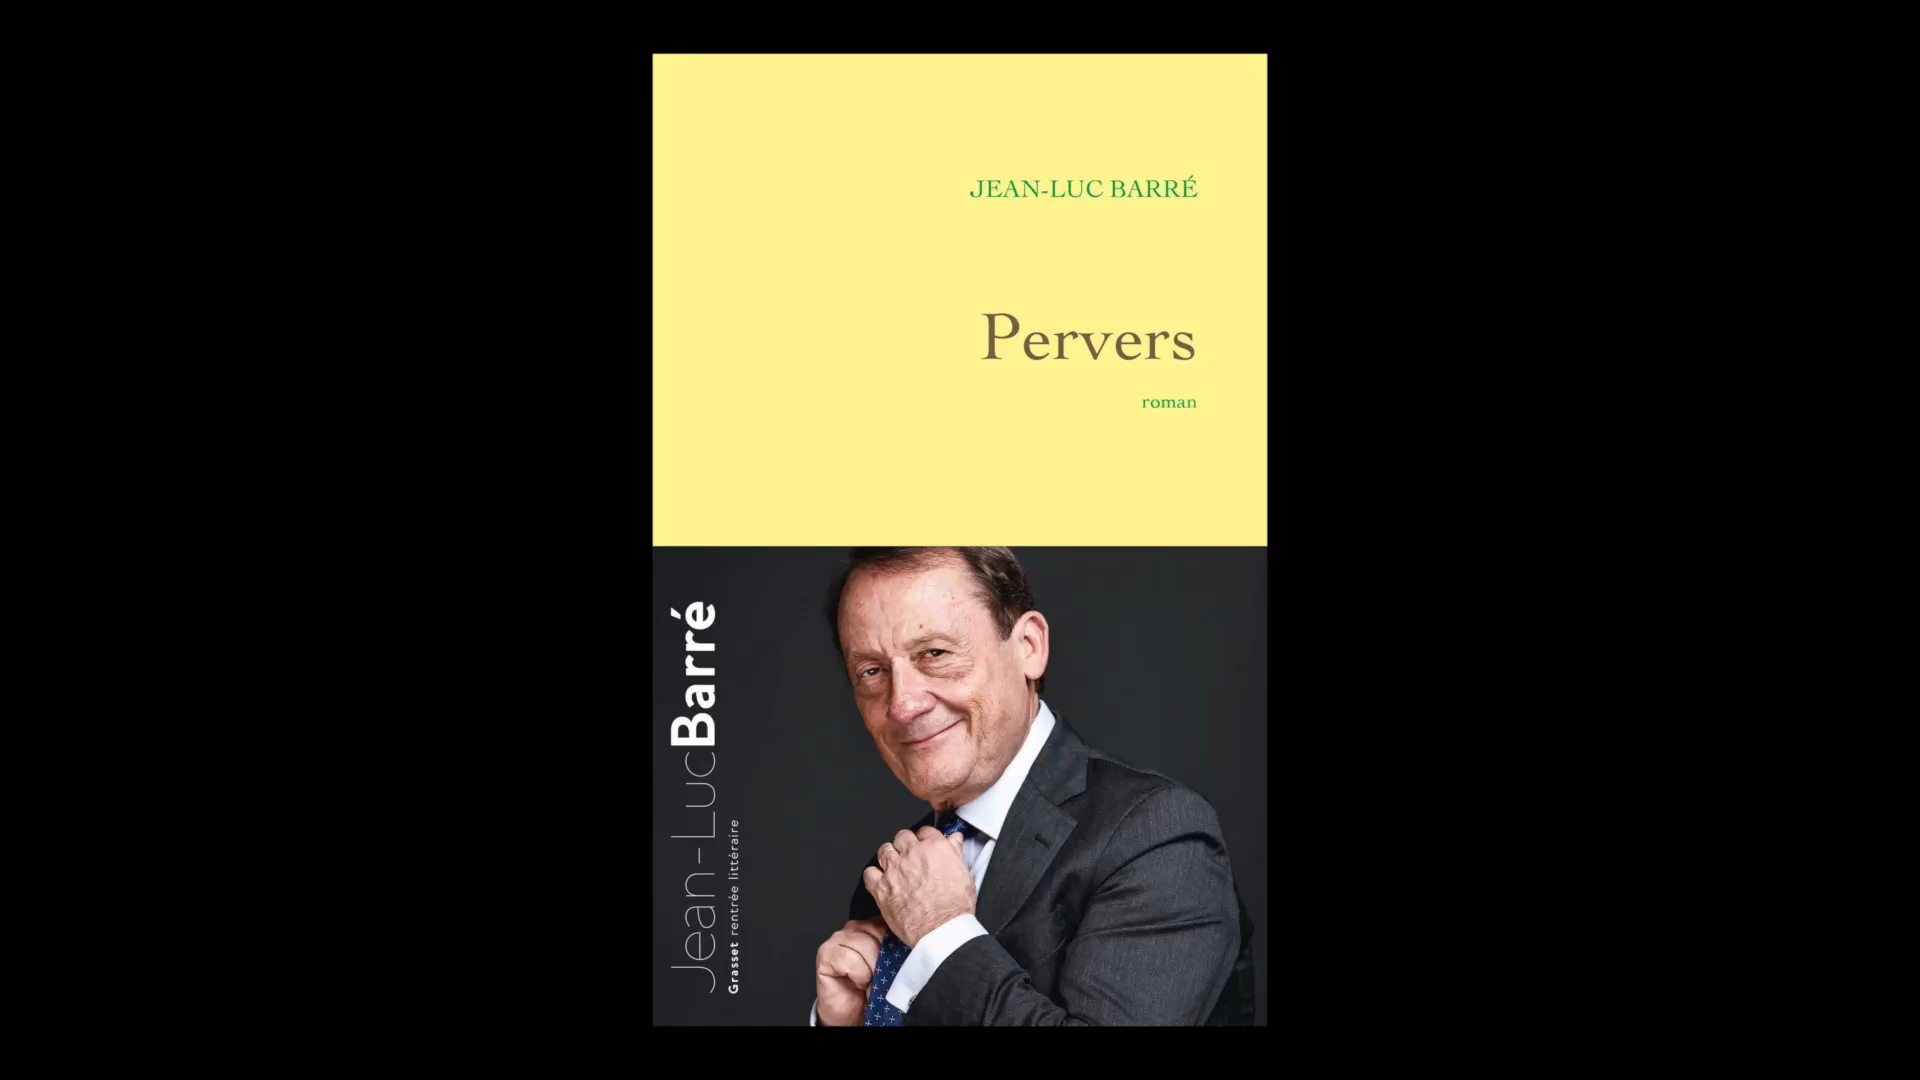 JEAN-LUC BARRÉ
Pervers
roman
Jean-LucBarré
Grasset rentrée littéraire